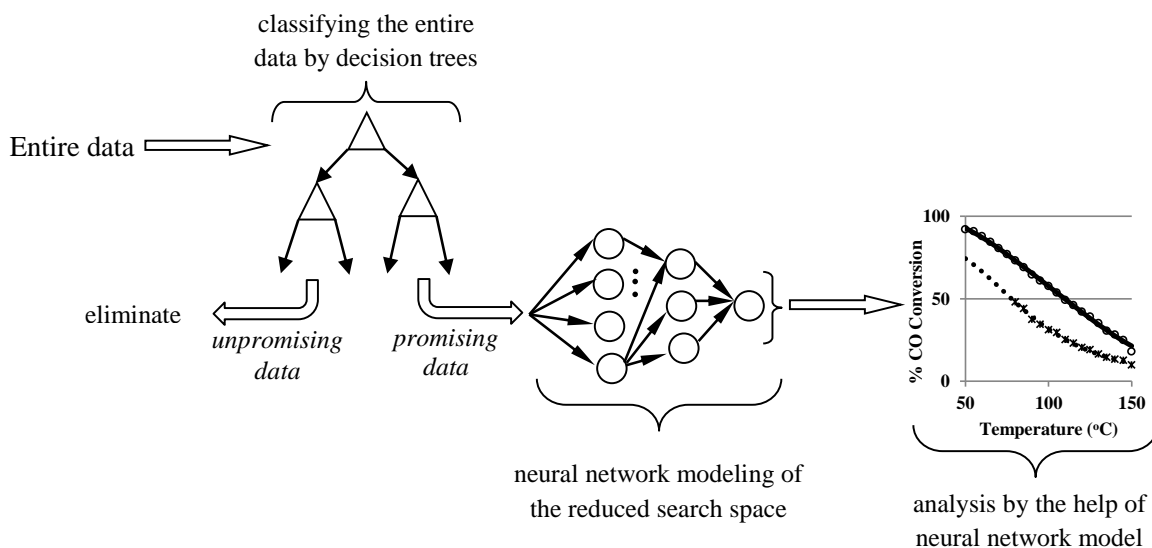 classifying the entire
data by decision trees
Entire data
eliminate
unpromising
data
promising
data
neural network modeling of
the reduced search space
% CO Conversion
100
50
0
50
100
150
Temperature (°C)
analysis by the help of
neural network model